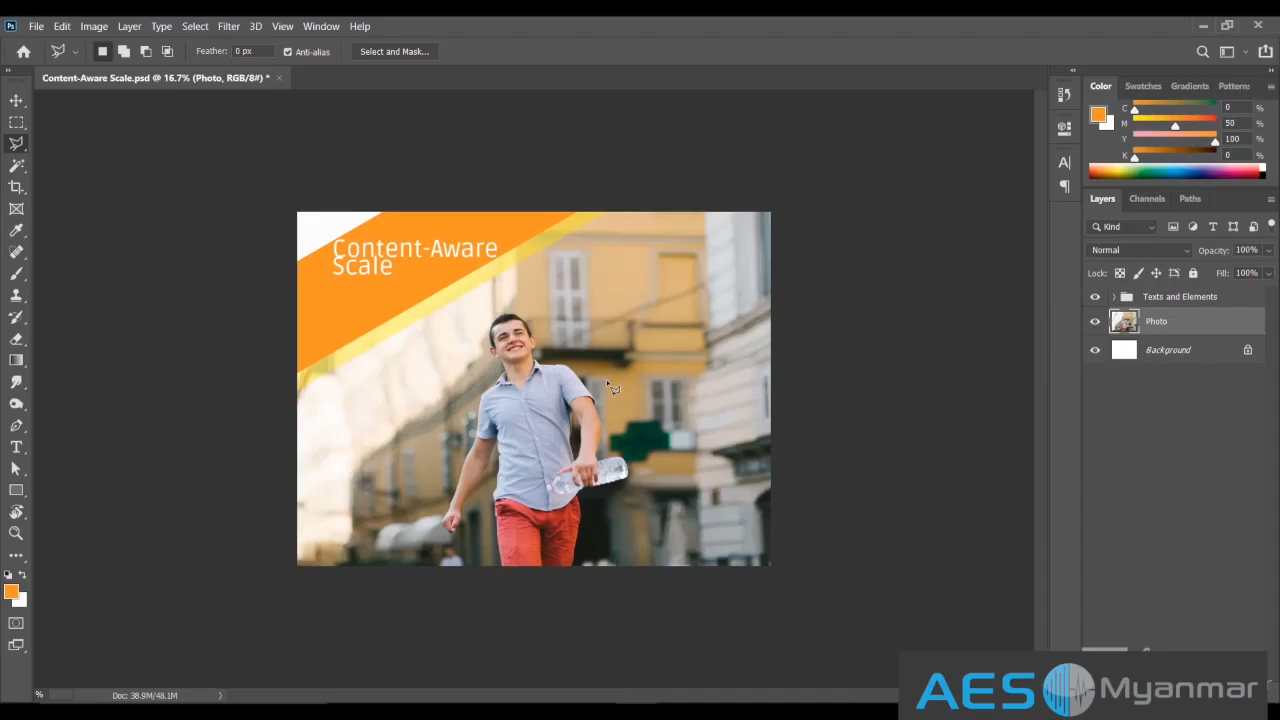 Ps File Edit Image Layer Type Select Filter 3D View Window Help
Feather: 0 px Anti-alias Select and Mask...
Content-Aware Scale.psd @ 16.7% (Photo, RGB/8#) *
Color Swatches Gradients Patterns
C 0 %
M 50 %
Y 100 %
K 0 %
Layers Channels Paths
Kind
Normal Opacity: 100%
Lock: Fill: 100%
Texts and Elements
Photo
Background
Content-Aware
Scale
% Doc: 38.9M/48.1M
AES Myanmar